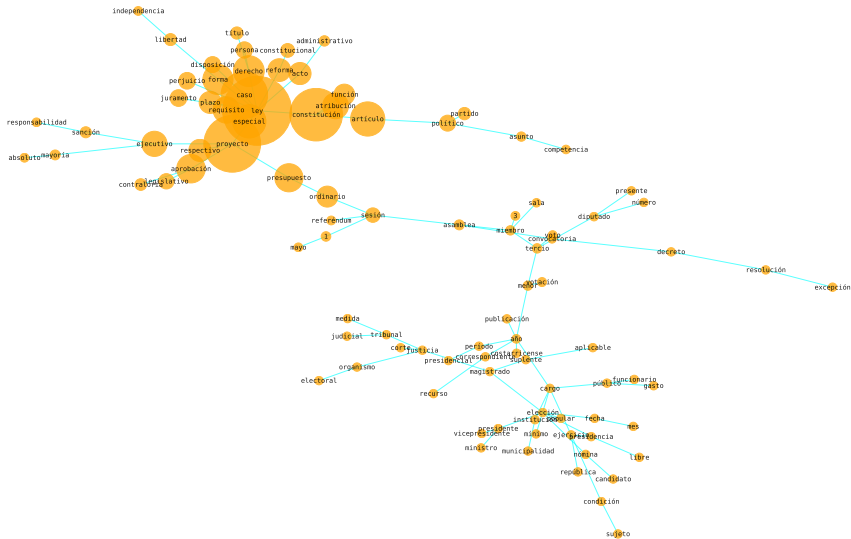 independencia
título
libertad
persona
administrativo
constitucional
disposición
derecho
reforma
acto
perjuicio
forma
juramento
plazo
caso
función
requisito
ley
atribución
especial
constitución
artículo
partido
político
responsabilidad
sanción
asunto
ejecutivo
proyecto
competencia
absoluto
mayoría
respectivo
aprobación
contraloría
legislativo
presupuesto
ordinario
presente
sala
número
sesión
3
diputado
referéndum
asamblea
miembro
1
voto
convocatoria
mayo
tercio
decreto
resolución
menor
votación
excepción
medida
publicación
judicial
tribunal
año
corte
justicia
período
costarricense
aplicable
correspondiente
suplente
organismo
presidencial
magistrado
electoral
recurso
cargo
público
funcionario
gasto
elección
institución
popular
fecha
presidente
mes
vicepresidente
mínimo
ejercicio
presidencia
ministro
municipalidad
nómina
libre
república
candidato
condición
sujeto